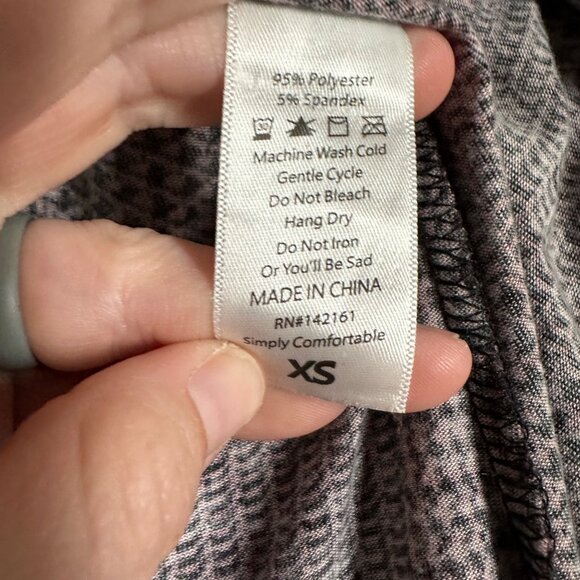 95% Polyester
5% Spandex
30
Machine Wash Cold
Gentle Cycle
Do Not Bleach
Hang Dry
Do Not Iron
Or You'll Be Sad
MADE IN CHINA
RN#142161
Simply Comfortable
XS